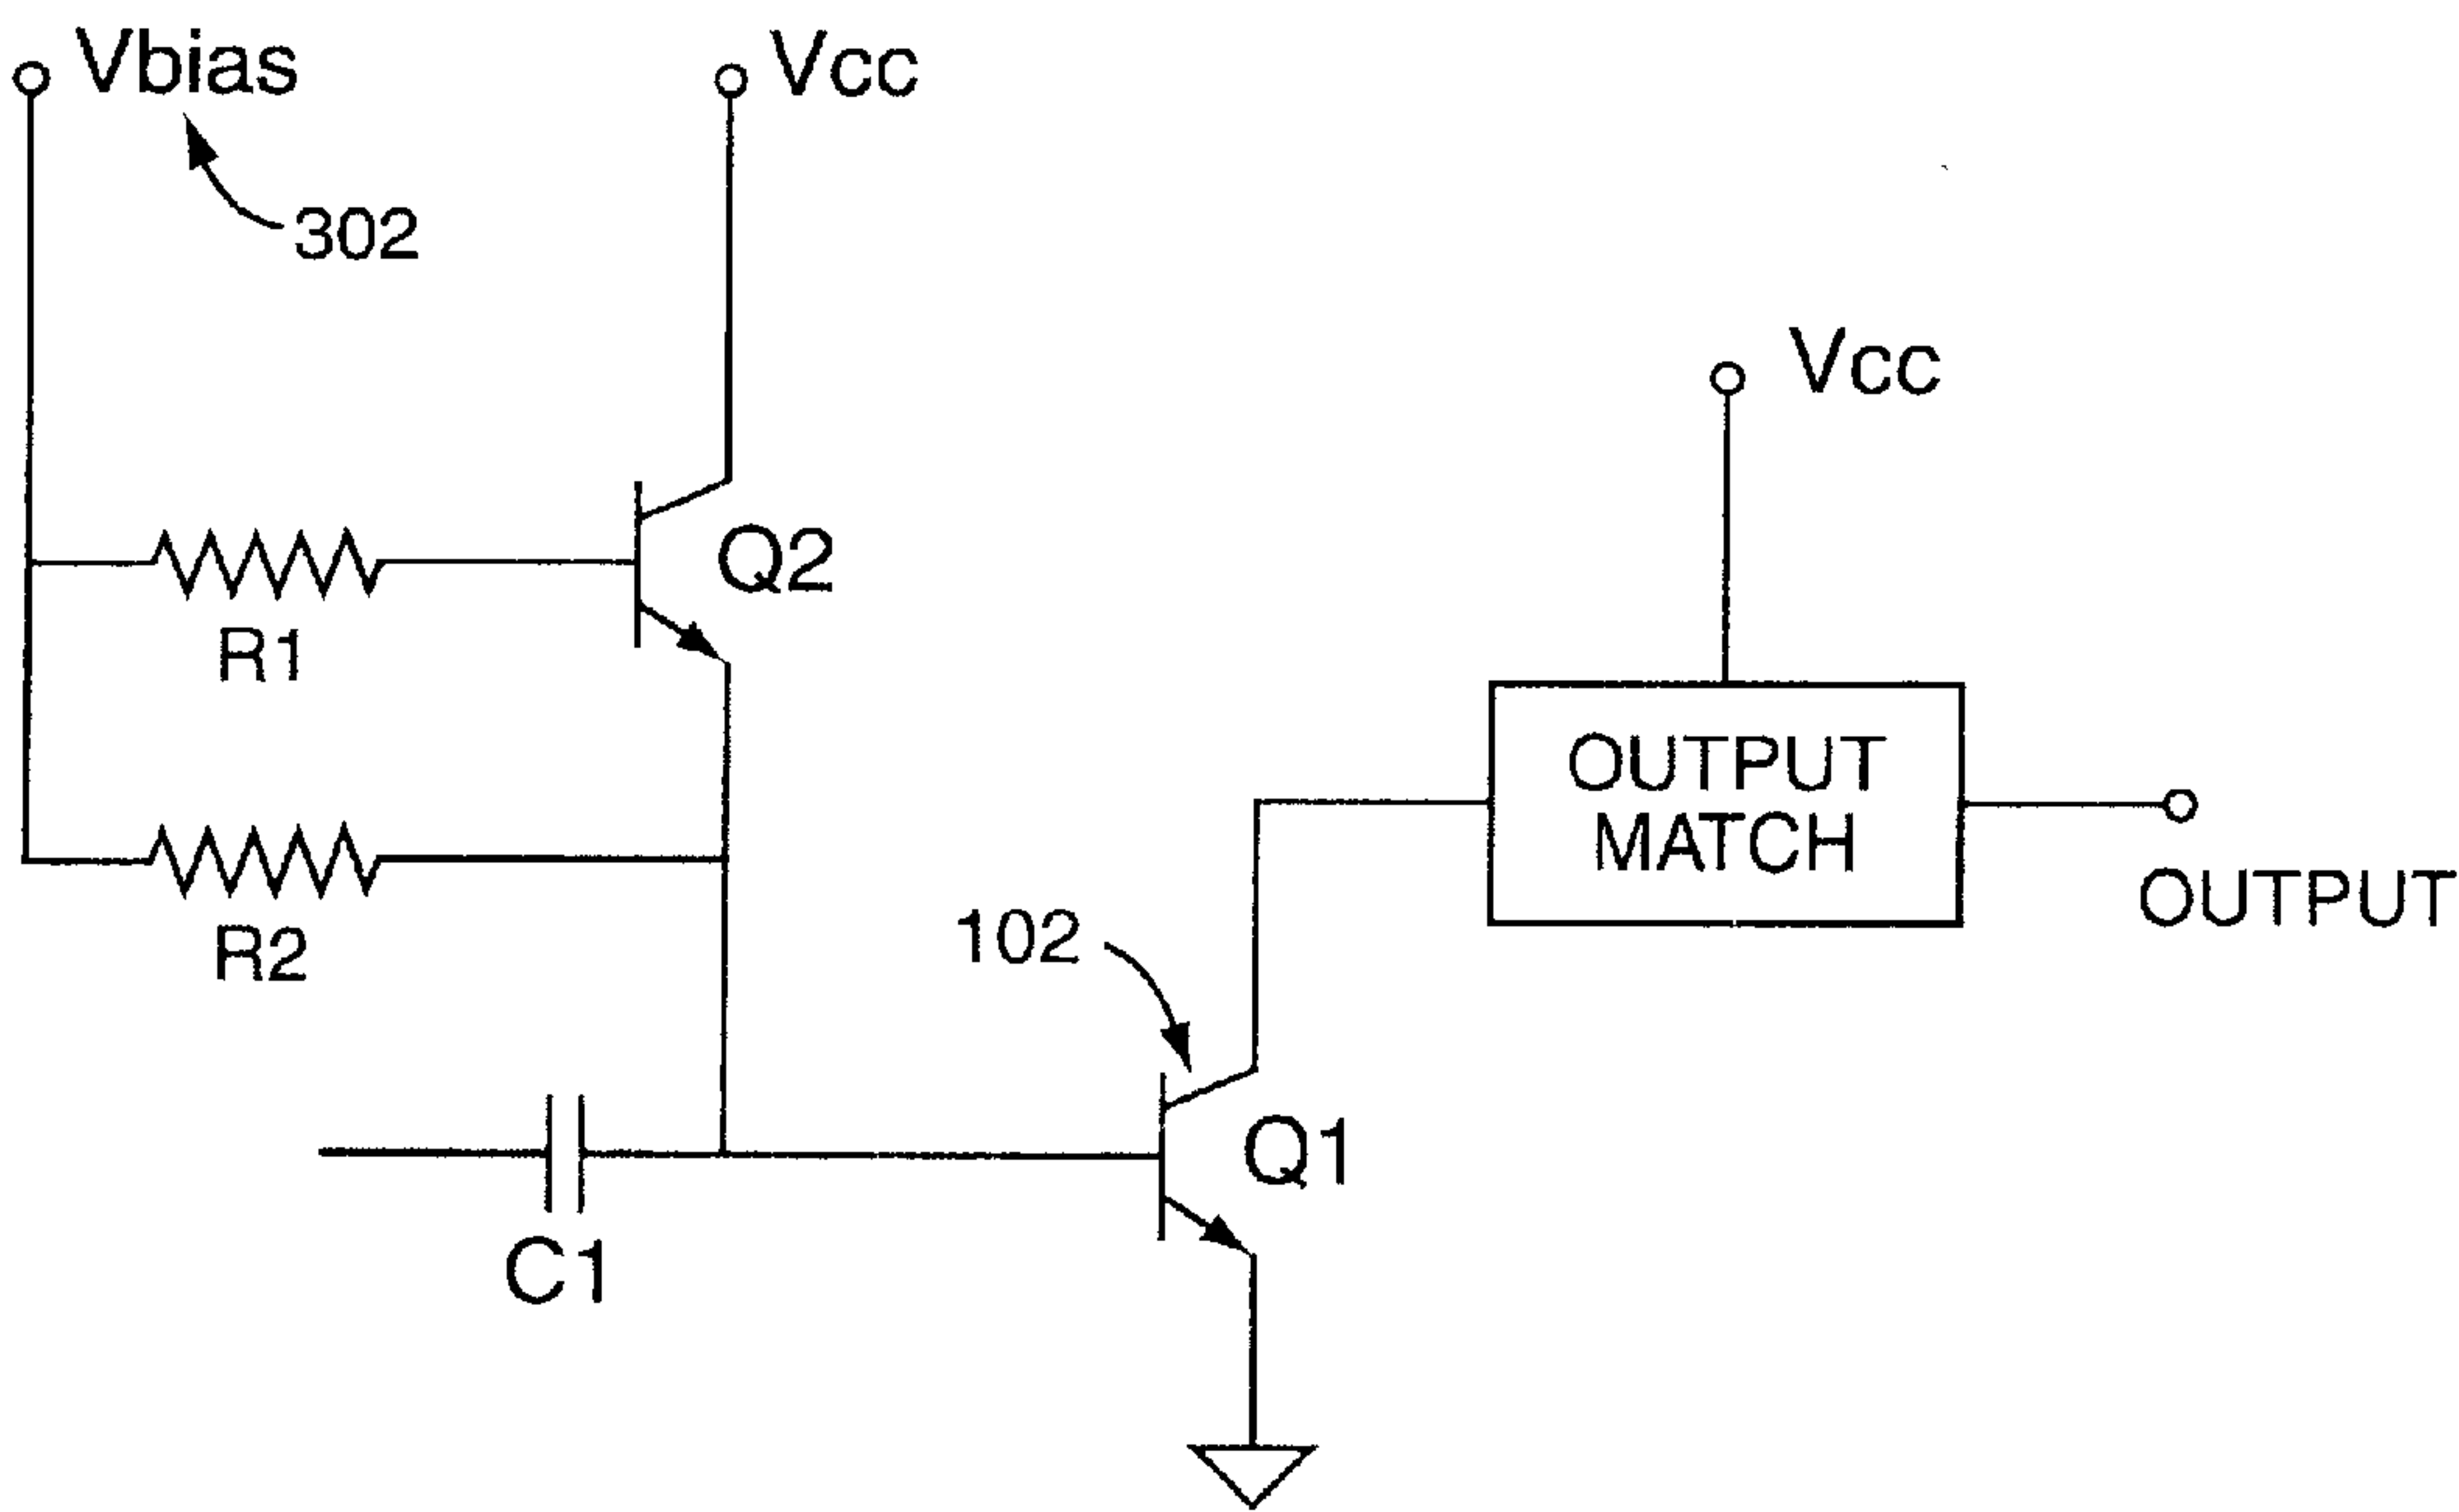 Vbias
Vcc
302
Vcc
Q2
R1
OUTPUT
MATCH
OUTPUT
R2
102
Q1
C1